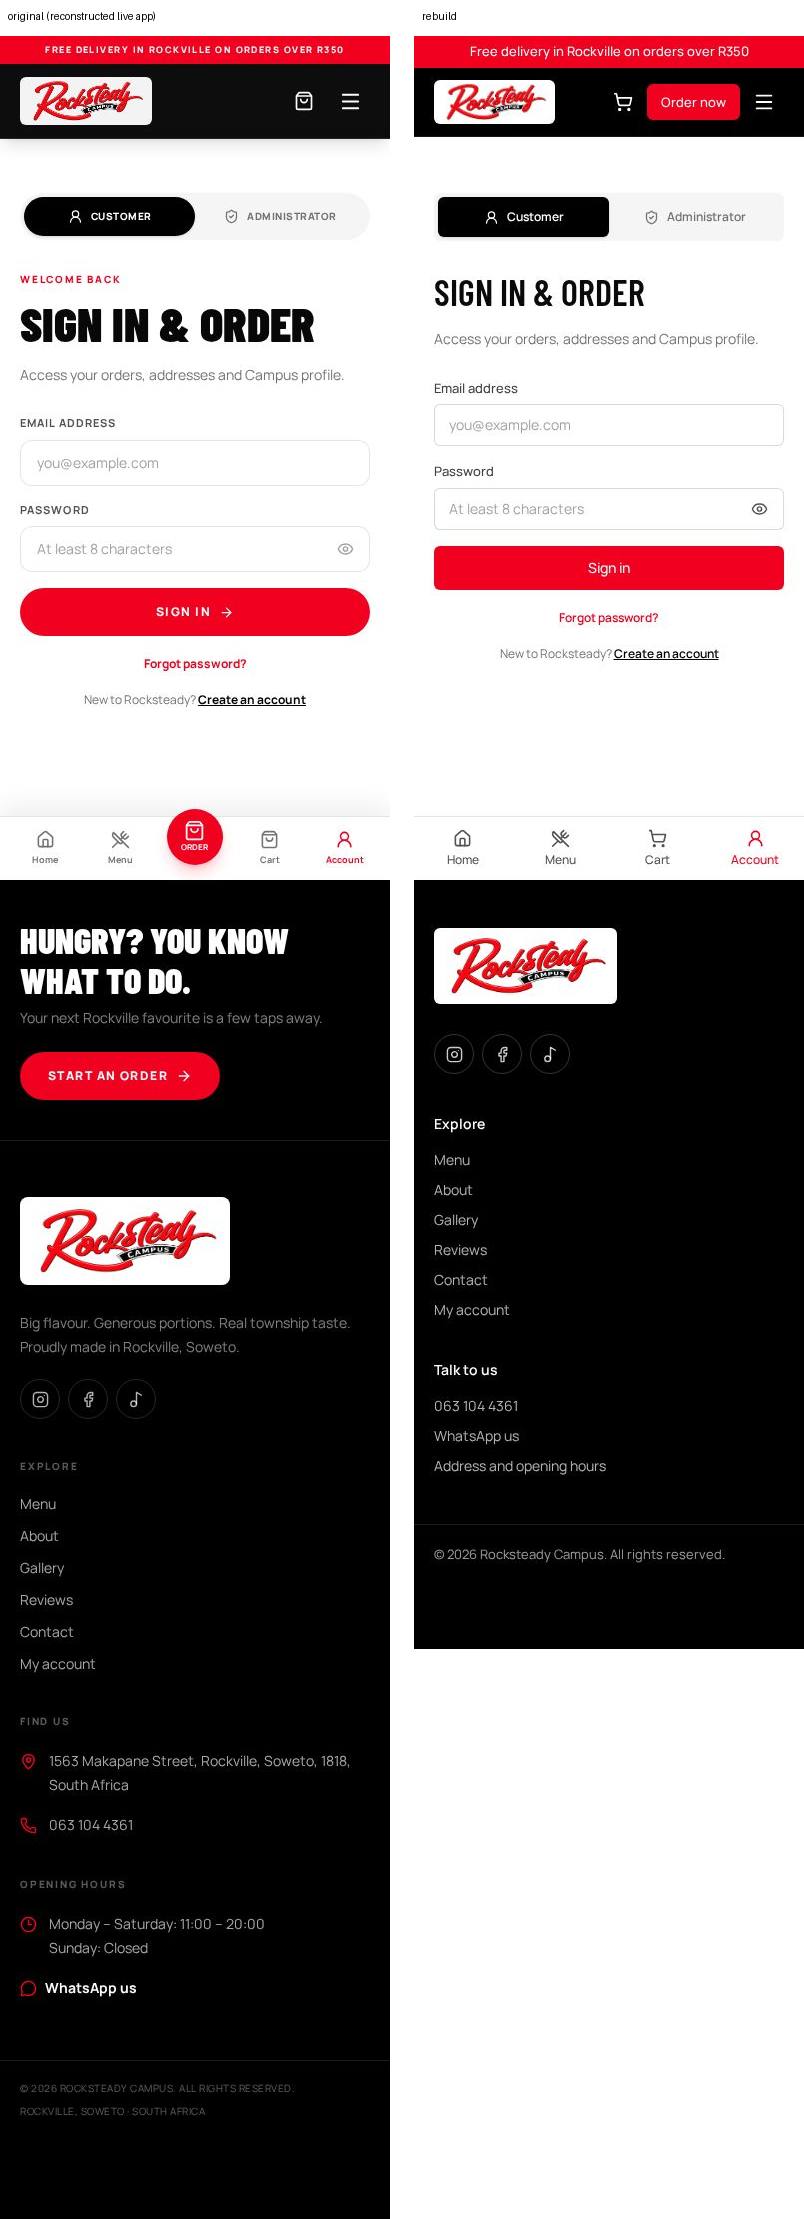 original (reconstructed live app)
FREE DELIVERY IN ROCKVILLE ON ORDERS OVER R350
Rocksteady
CAMPUS
CUSTOMER
ADMINISTRATOR
WELCOME BACK
SIGN IN & ORDER
Access your orders, addresses and Campus profile.
EMAIL ADDRESS
you@example.com
PASSWORD
At least 8 characters
SIGN IN
Forgot password?
New to Rocksteady? Create an account
Home
Menu
ORDER
Cart
Account
HUNGRY? YOU KNOW
WHAT TO DO.
Your next Rockville favourite is a few taps away.
START AN ORDER
Rocksteady
CAMPUS
Big flavour. Generous portions. Real township taste.
Proudly made in Rockville, Soweto.
EXPLORE
Menu
About
Gallery
Reviews
Contact
My account
FIND US
1563 Makapane Street, Rockville, Soweto, 1818,
South Africa
063 104 4361
OPENING HOURS
Monday – Saturday: 11:00 – 20:00
Sunday: Closed
WhatsApp us
© 2026 ROCKSTEADY CAMPUS. ALL RIGHTS RESERVED.
ROCKVILLE, SOWETO · SOUTH AFRICA
rebuild
Free delivery in Rockville on orders over R350
Rocksteady
CAMPUS
Order now
Customer
Administrator
SIGN IN & ORDER
Access your orders, addresses and Campus profile.
Email address
you@example.com
Password
At least 8 characters
Sign in
Forgot password?
New to Rocksteady? Create an account
Home
Menu
Cart
Account
Rocksteady
CAMPUS
Explore
Menu
About
Gallery
Reviews
Contact
My account
Talk to us
063 104 4361
WhatsApp us
Address and opening hours
© 2026 Rocksteady Campus. All rights reserved.